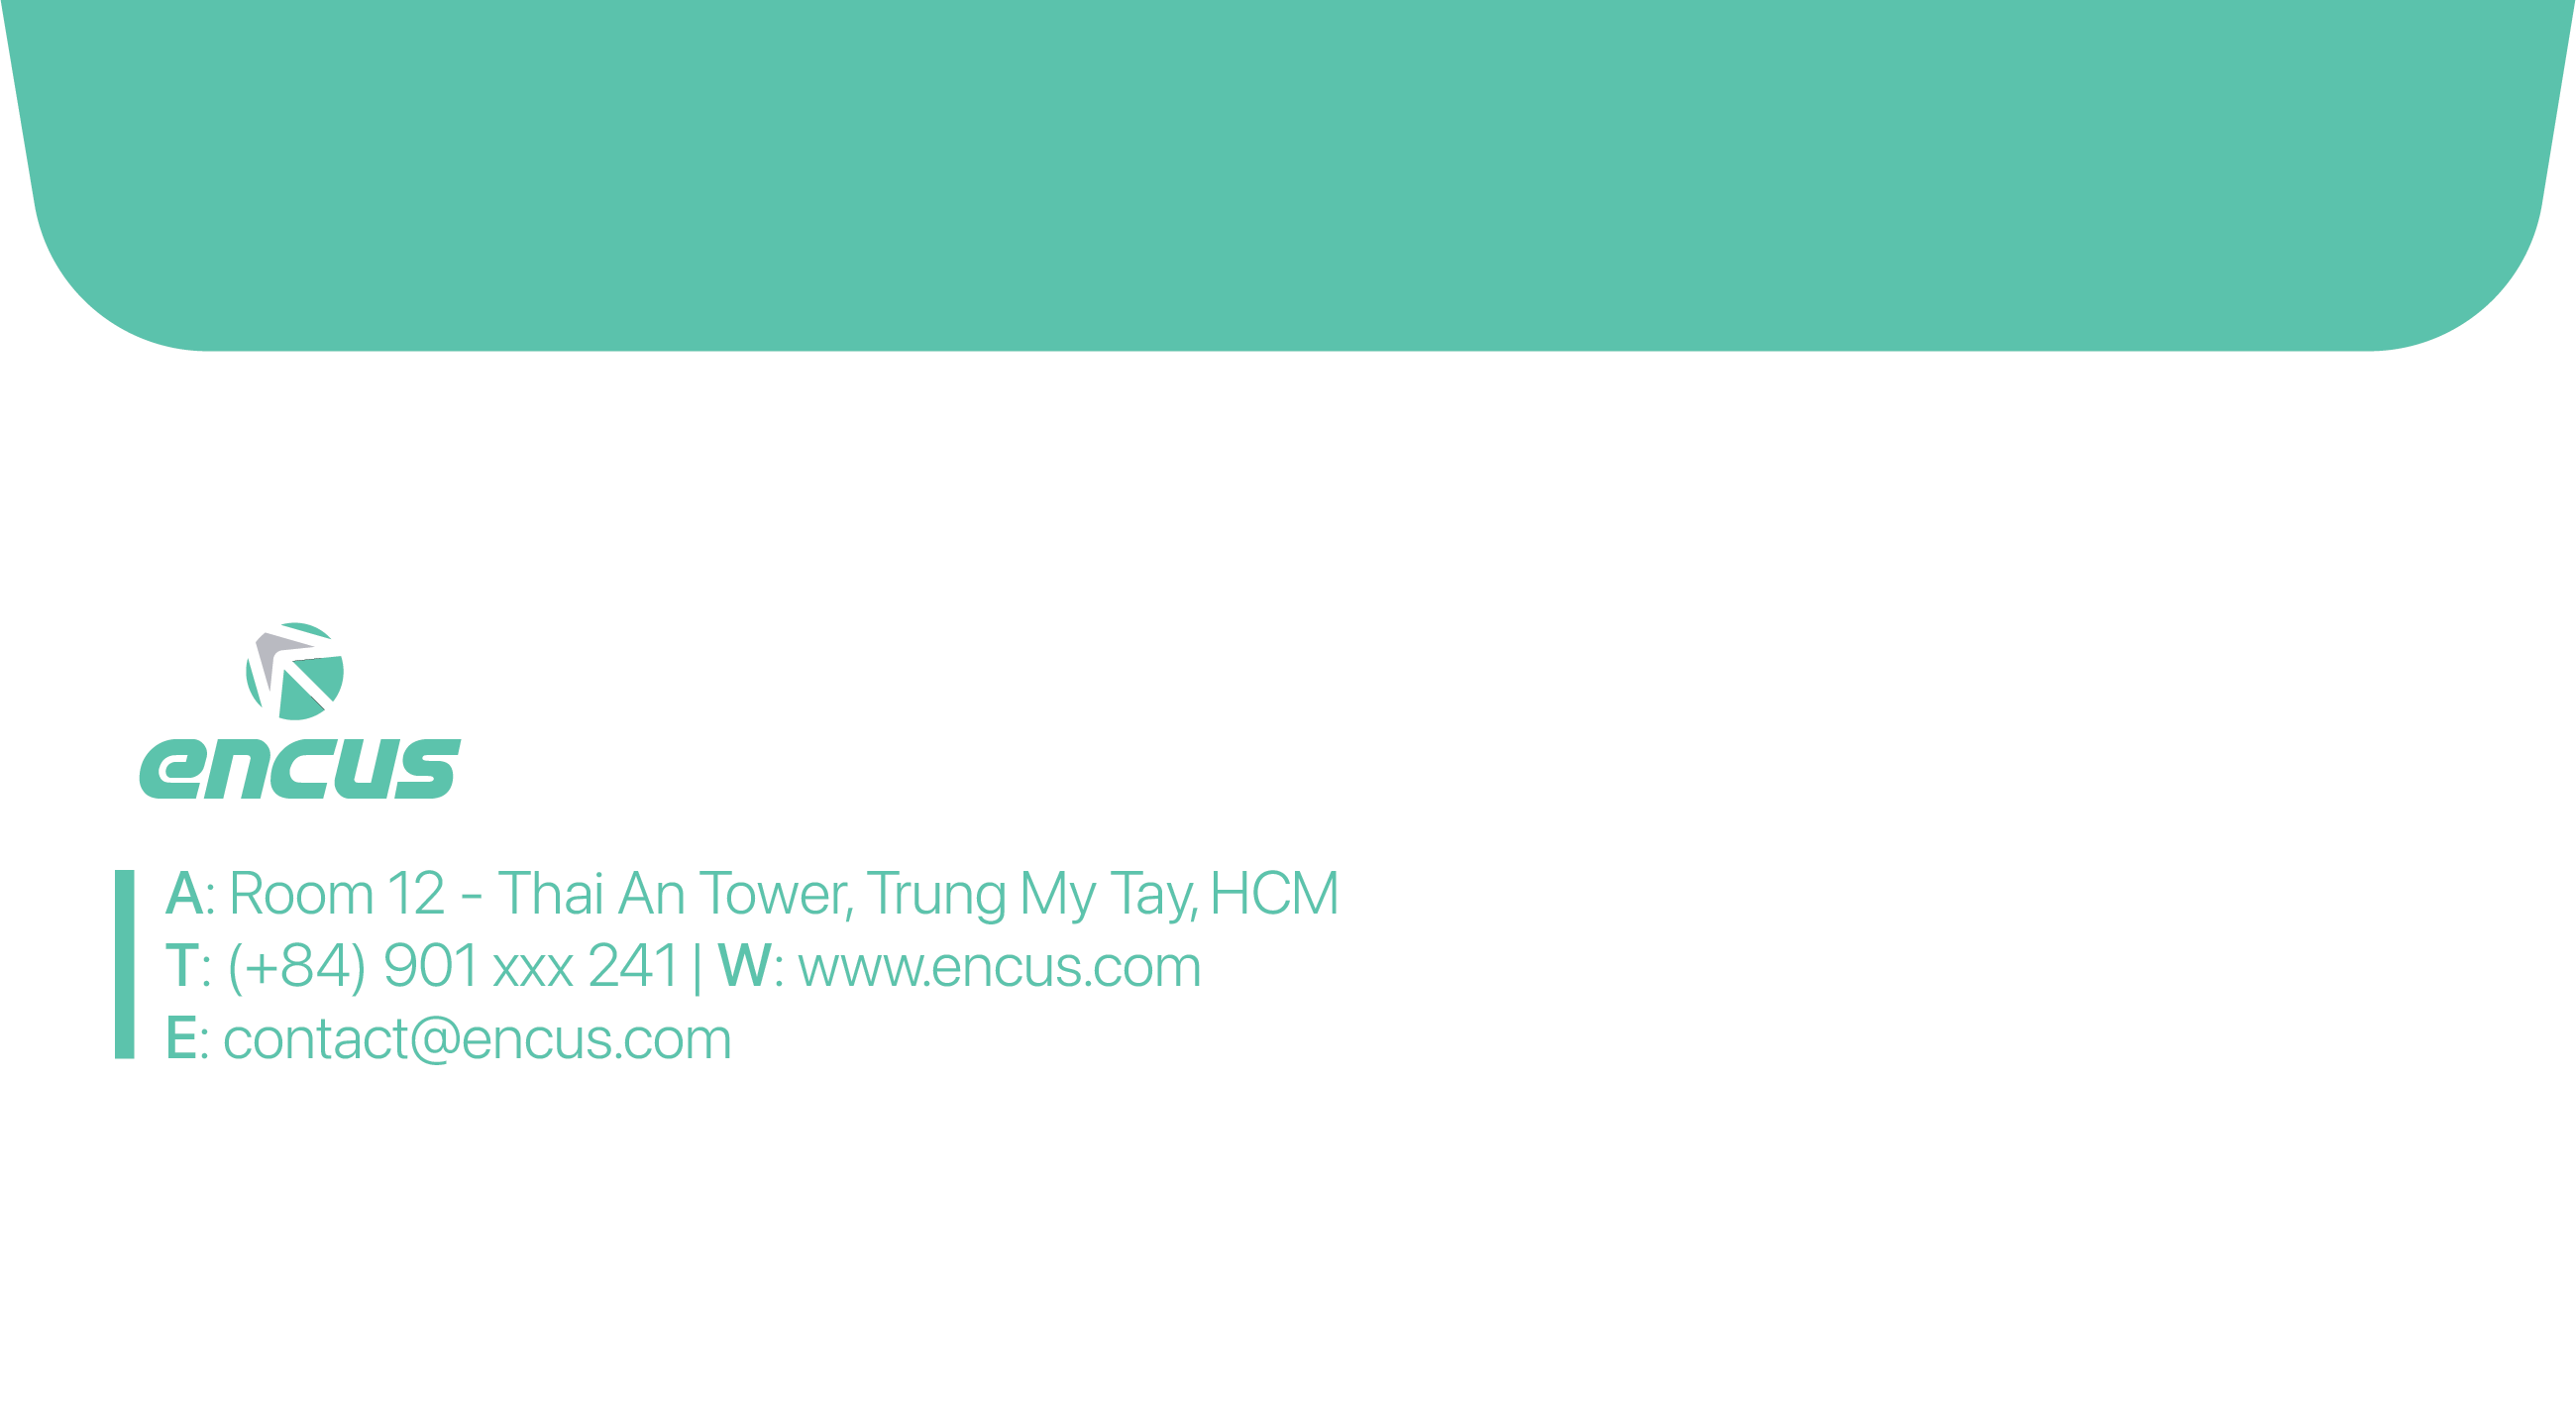 encus
A: Room 12 - Thai An Tower, Trung My Tay, HCM
T: (+84) 901 xxx 241 | W: www.encus.com
E: contact@encus.com